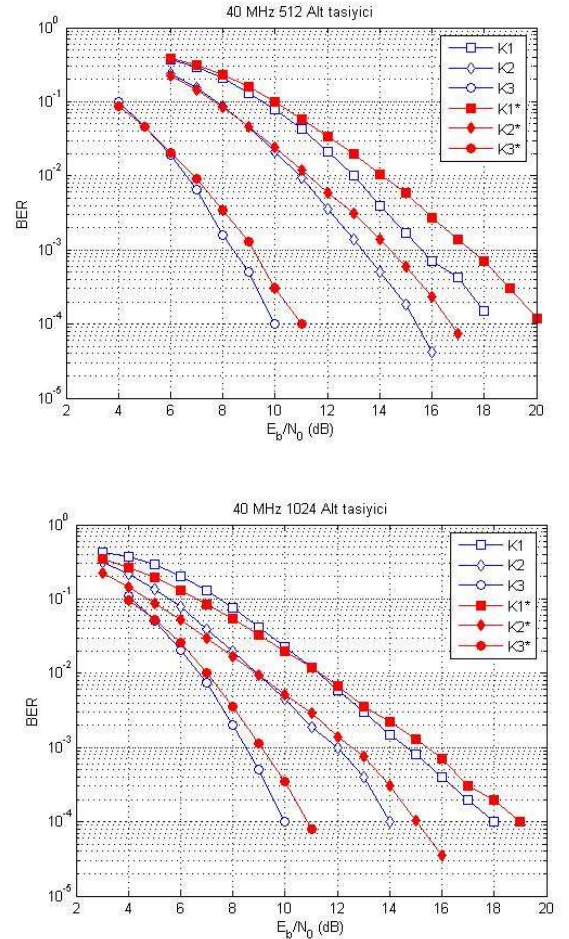 40 MHz 512 Alt tasiyici
10^0
10^-1
10^-2
10^-3
10^-4
10^-5
BER
K1
K2
K3
K1*
K2*
K3*
2 4 6 8 10 12 14 16 18 20
E_b/N_0 (dB)
40 MHz 1024 Alt tasiyici
10^0
10^-1
10^-2
10^-3
10^-4
10^-5
BER
K1
K2
K3
K1*
K2*
K3*
2 4 6 8 10 12 14 16 18 20
E_b/N_0 (dB)